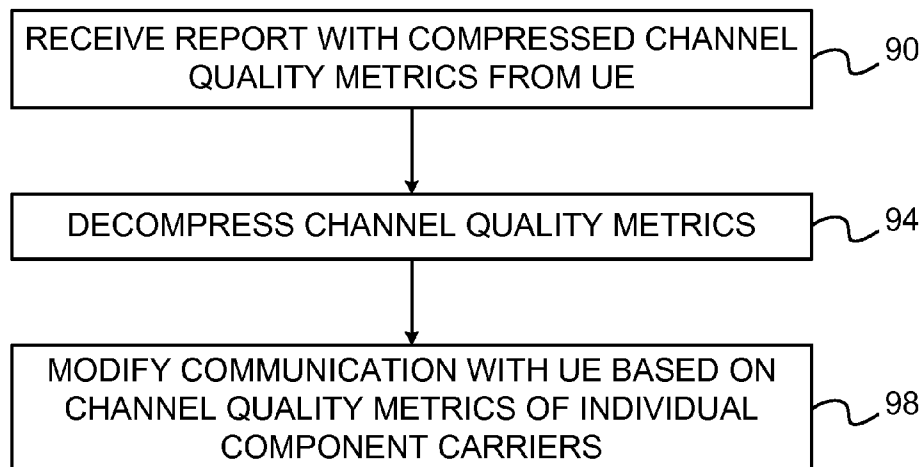 RECEIVE REPORT WITH COMPRESSED CHANNEL
QUALITY METRICS FROM UE
90
DECOMPRESS CHANNEL QUALITY METRICS
94
MODIFY COMMUNICATION WITH UE BASED ON
CHANNEL QUALITY METRICS OF INDIVIDUAL
COMPONENT CARRIERS
98